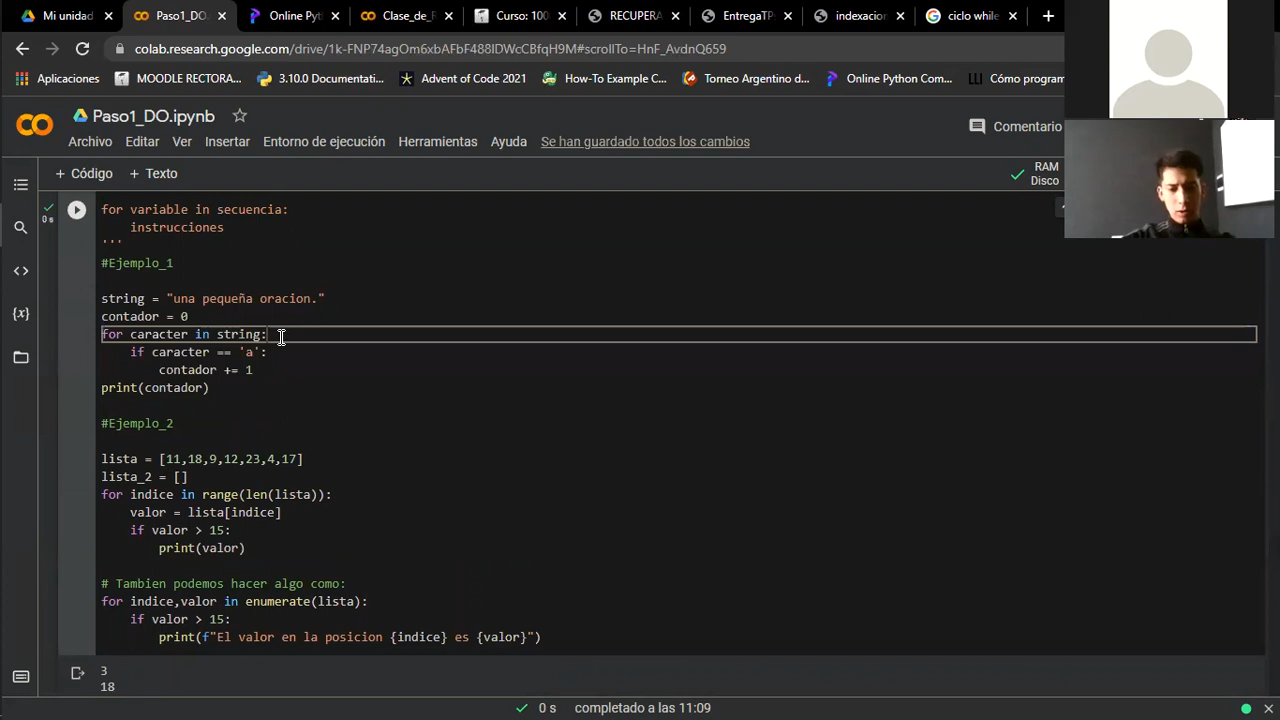 Mi unidad
Paso1_DO.
Online Py
Clase_de_F
Curso: 100
RECUPERA
EntregaTP
indexacion
ciclo while
colab.research.google.com/drive/1k-FNP74agOm6xbAFbF488IDWcCBfqH9M#scrollTo=HnF_AvdnQ659
Aplicaciones
MOODLE RECTORA...
3.10.0 Documentati...
Advent of Code 2021
How-To Example C...
Torneo Argentino d...
Online Python Com...
Cómo program
Paso1_DO.ipynb
Comentario
Archivo Editar Ver Insertar Entorno de ejecución Herramientas Ayuda Se han guardado todos los cambios
+ Código + Texto
RAM
Disco
0 s
for variable in secuencia:
instrucciones
'''
#Ejemplo_1
string = "una pequeña oracion."
contador = 0
for caracter in string:
if caracter == 'a':
contador += 1
print(contador)
#Ejemplo_2
lista = [11,18,9,12,23,4,17]
lista_2 = []
for indice in range(len(lista)):
valor = lista[indice]
if valor > 15:
print(valor)
# Tambien podemos hacer algo como:
for indice,valor in enumerate(lista):
if valor > 15:
print(f"El valor en la posicion {indice} es {valor}")
3
18
0 s completado a las 11:09